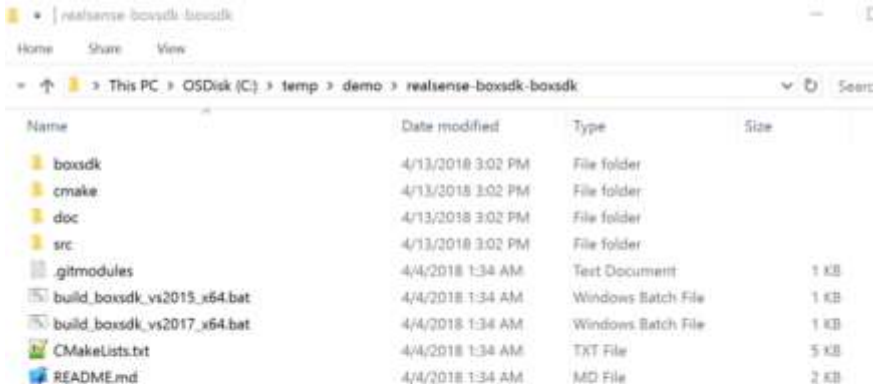 realsense-boxsdk-boxsdk
Home Share View
This PC > OSDisk (C:) > temp > demo > realsense-boxsdk-boxsdk
Name Date modified Type Size
boxsdk 4/13/2018 3:02 PM File folder
cmake 4/13/2018 3:02 PM File folder
doc 4/13/2018 3:02 PM File folder
src 4/13/2018 3:02 PM File folder
.gitmodules 4/4/2018 1:34 AM Text Document 1 KB
build_boxsdk_vs2015_x64.bat 4/4/2018 1:34 AM Windows Batch File 1 KB
build_boxsdk_vs2017_x64.bat 4/4/2018 1:34 AM Windows Batch File 1 KB
CMakeLists.txt 4/4/2018 1:34 AM TXT File 5 KB
README.md 4/4/2018 1:34 AM MD File 2 KB